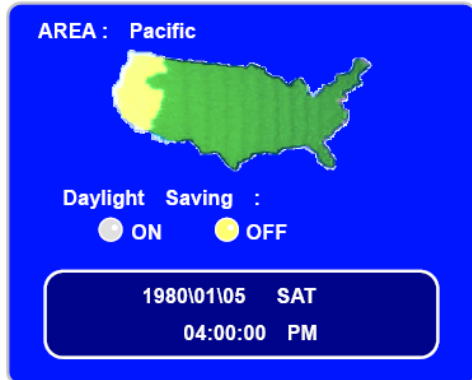 AREA : Pacific
Daylight Saving :
ON OFF
1980\01\05 SAT
04:00:00 PM